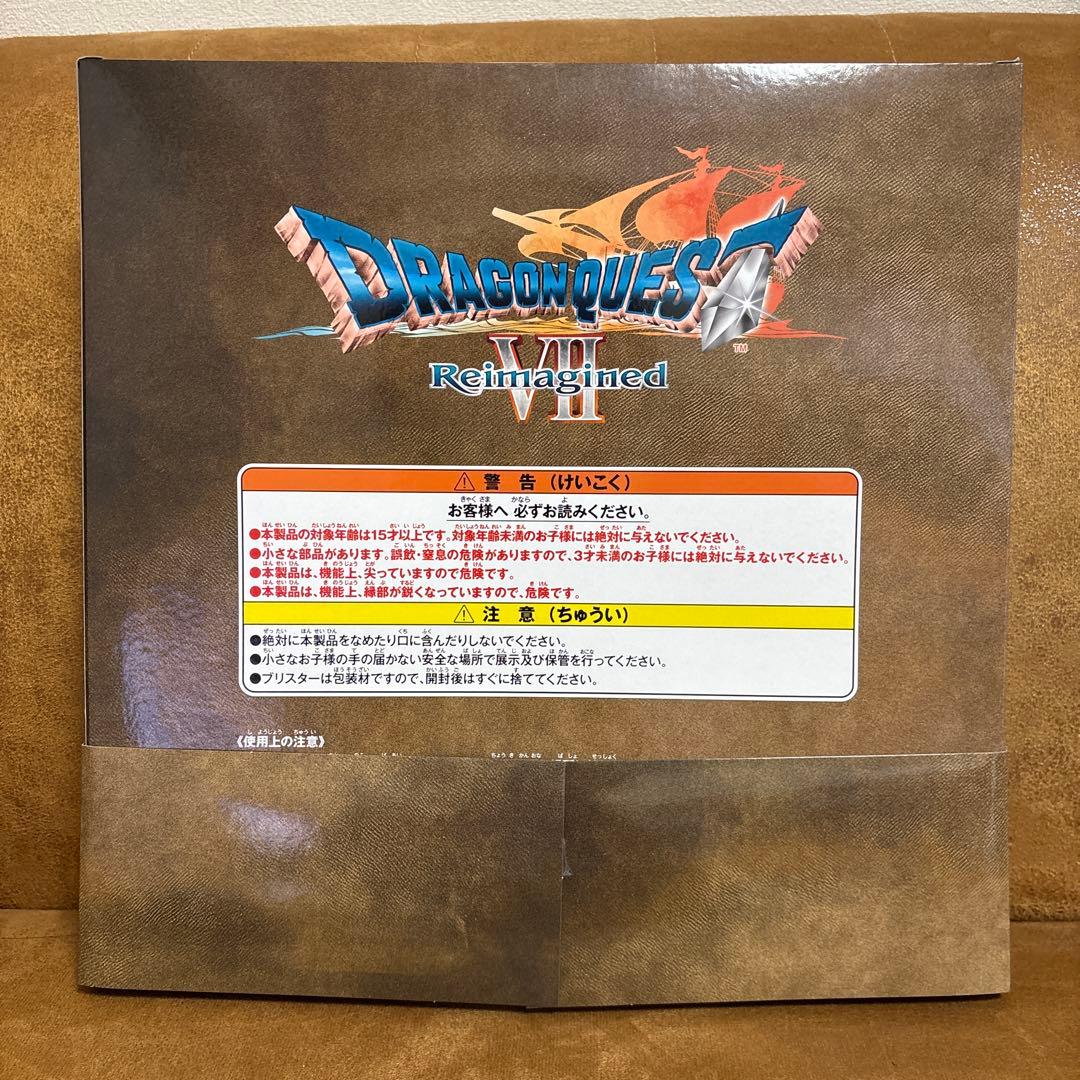 DRAGON QUEST
TM
VII
Reimagined
⚠ 警 告 (けいこく)
お客様へ 必ずお読みください。
●本製品の対象年齢は15才以上です。対象年齢未満のお子様には絶対に与えないでください。
●小さな部品があります。誤飲・窒息の危険がありますので、3才未満のお子様には絶対に与えないでください。
●本製品は、機能上、尖っていますので危険です。
●本製品は、機能上、縁部が鋭くなっていますので、危険です。
⚠ 注 意 (ちゅうい)
●絶対に本製品をなめたり口に含んだりしないでください。
●小さなお子様の手の届かない安全な場所で展示及び保管を行ってください。
●ブリスターは包装材ですので、開封後はすぐに捨ててください。
《使用上の注意》